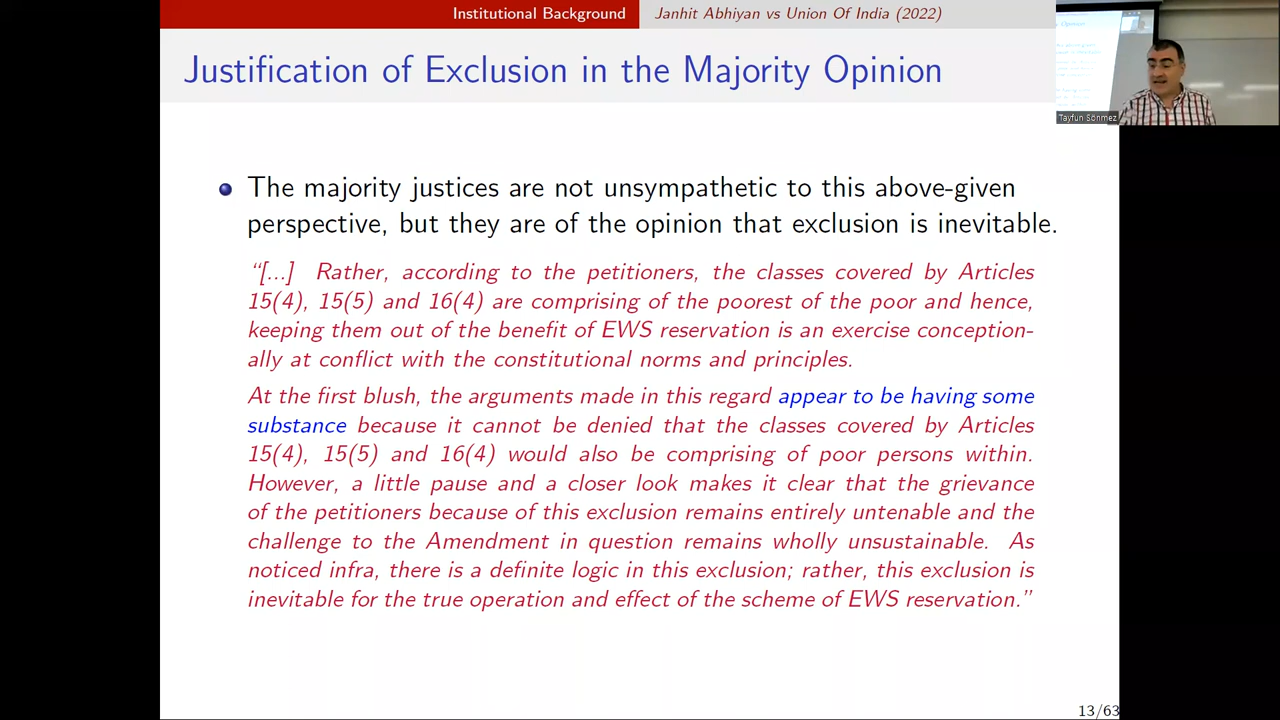 Institutional Background
Janhit Abhiyan vs Union Of India (2022)
Justification of Exclusion in the Majority Opinion
Tayfun Sönmez
The majority justices are not unsympathetic to this above-given
perspective, but they are of the opinion that exclusion is inevitable.
“[...] Rather, according to the petitioners, the classes covered by Articles
15(4), 15(5) and 16(4) are comprising of the poorest of the poor and hence,
keeping them out of the benefit of EWS reservation is an exercise conception-
ally at conflict with the constitutional norms and principles.
At the first blush, the arguments made in this regard appear to be having some
substance because it cannot be denied that the classes covered by Articles
15(4), 15(5) and 16(4) would also be comprising of poor persons within.
However, a little pause and a closer look makes it clear that the grievance
of the petitioners because of this exclusion remains entirely untenable and the
challenge to the Amendment in question remains wholly unsustainable. As
noticed infra, there is a definite logic in this exclusion; rather, this exclusion is
inevitable for the true operation and effect of the scheme of EWS reservation.”
13/63